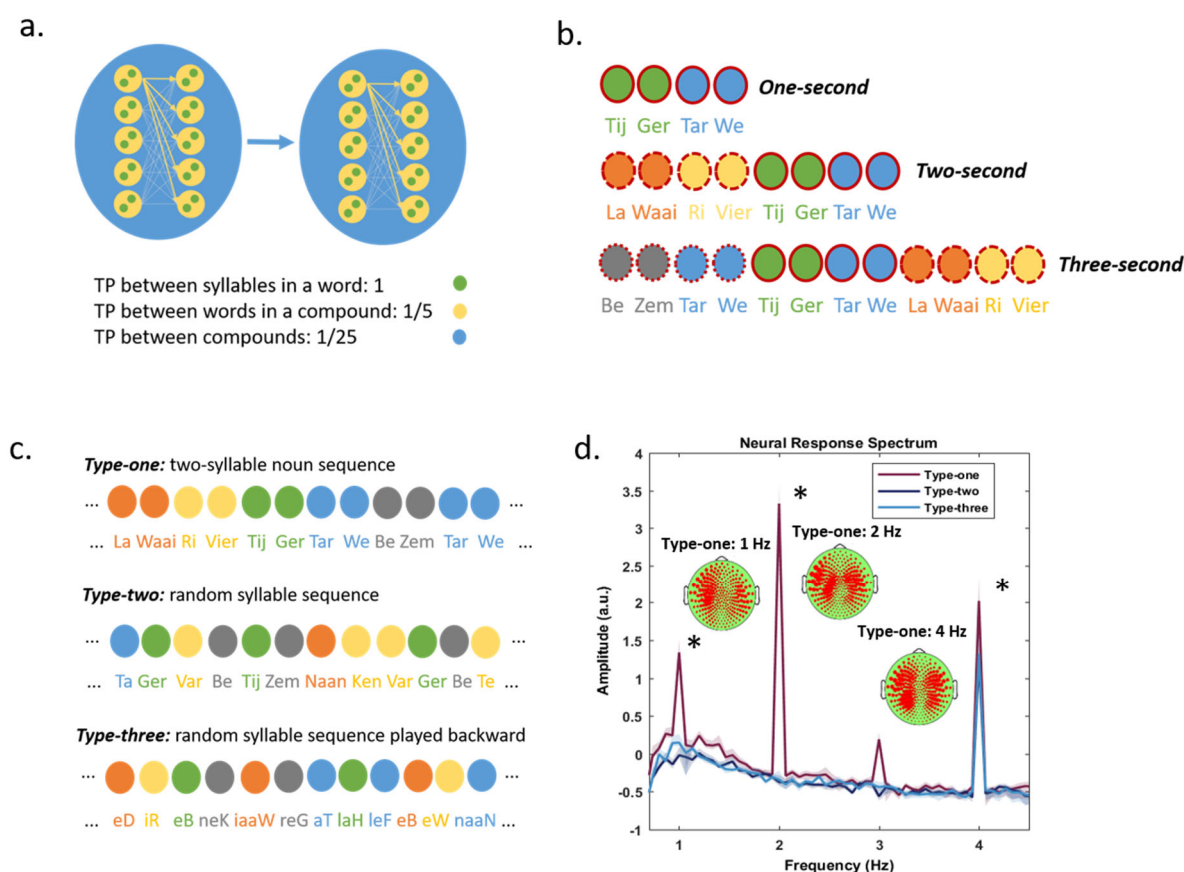 a.
TP between syllables in a word: 1
TP between words in a compound: 1/5
TP between compounds: 1/25
b.
One-second
Tij Ger Tar We
Two-second
La Waai Ri Vier Tij Ger Tar We
Three-second
Be Zem Tar We Tij Ger Tar We La Waai Ri Vier
c.
Type-one: two-syllable noun sequence
... ...
... La Waai Ri Vier Tij Ger Tar We Be Zem Tar We ...
Type-two: random syllable sequence
... ...
... Ta Ger Var Be Tij Zem Naan Ken Var Ger Be Te ...
Type-three: random syllable sequence played backward
... ...
... eD iR eB neK iaaW reG aT laH leF eB eW naaN ...
d.
Neural Response Spectrum
Type-one
Type-two
Type-three
Type-one: 1 Hz
Type-one: 2 Hz
Type-one: 4 Hz
*
*
*
Amplitude (a.u.)
4
3.5
3
2.5
2
1.5
1
0.5
0
-0.5
-1
1 2 3 4
Frequency (Hz)